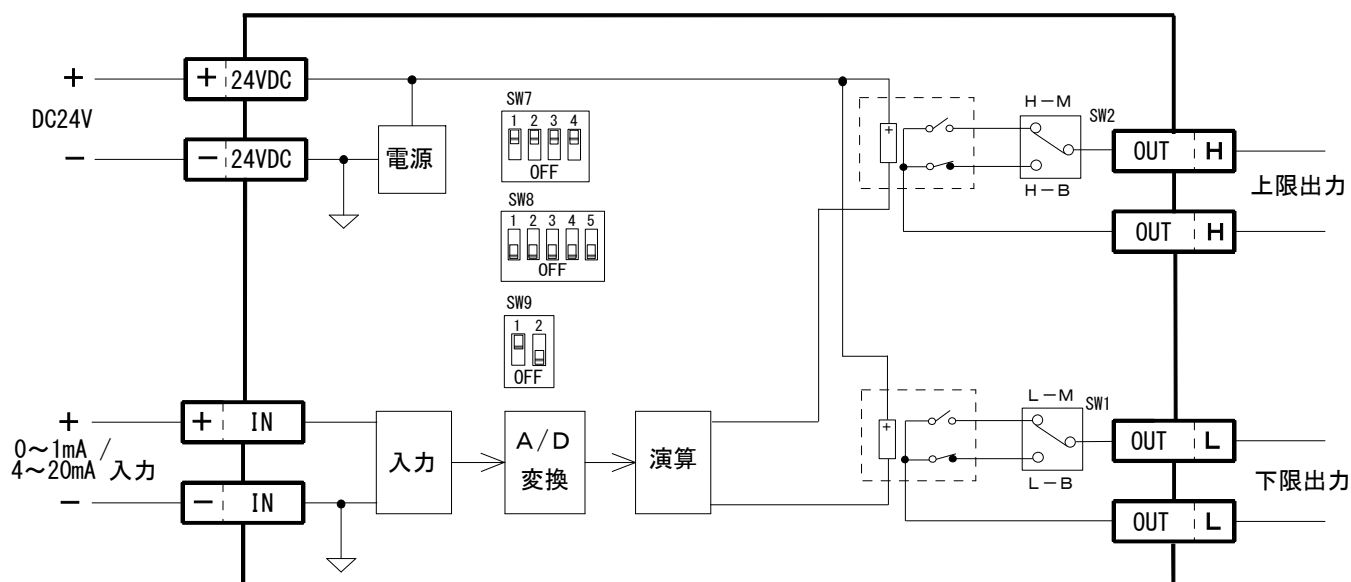 + + 24VDC
DC24V
− − 24VDC
電源
SW7
1 2 3 4
OFF
SW8
1 2 3 4 5
OFF
SW9
1 2
OFF
+
H−M
SW2
H−B
OUT H
上限出力
OUT H
+ + IN
0～1mA /
4～20mA 入力
− − IN
入力
A/D
変換
演算
+
L−M
SW1
L−B
OUT L
下限出力
OUT L